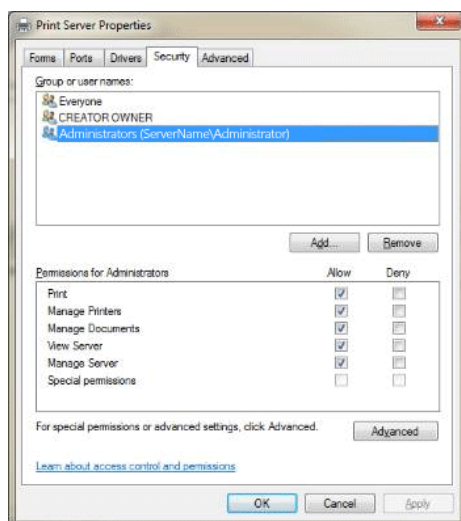 Print Server Properties
Forms Ports Drivers Security Advanced
Group or user names:
Everyone
CREATOR OWNER
Administrators (ServerName\Administrator)
Add... Remove
Permissions for Administrators Allow Deny
Print
Manage Printers
Manage Documents
View Server
Manage Server
Special permissions
For special permissions or advanced settings, click Advanced. Advanced
Learn about access control and permissions
OK Cancel Apply